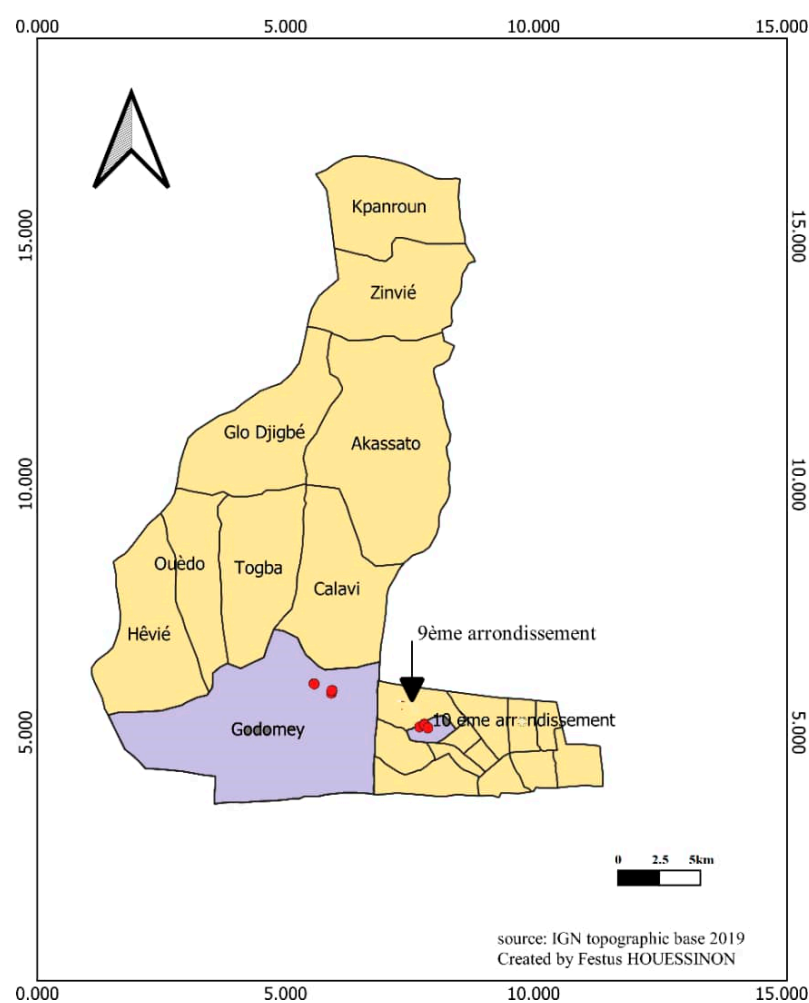 0.000 5.000 10.000 15.000
15.000 15.000
Kpanroun
Zinvié
Glo Djigbé
Akassato
10.000 10.000
Ouèdo
Togba
Calavi
Hêvié
9ème arrondissement
5.000 5.000
Godomey
10 ème arrondissement
0 2.5 5km
source: IGN topographic base 2019
Created by Festus HOUESSINON
0.000 5.000 10.000 15.000